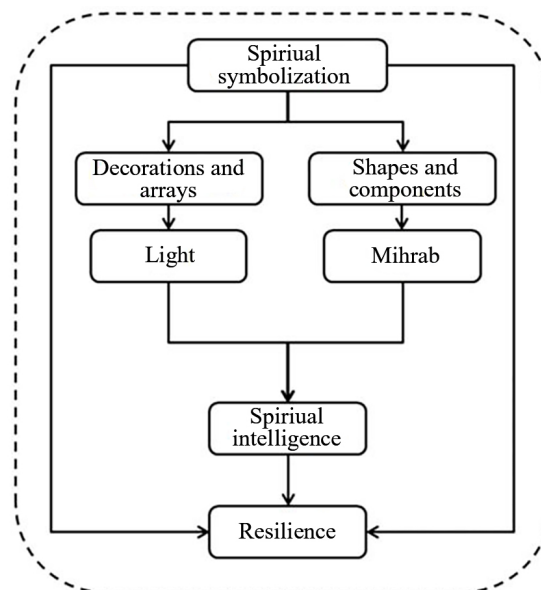 Spiriual
symbolization
Decorations and
arrays
Shapes and
components
Light
Mihrab
Spiriual
intelligence
Resilience